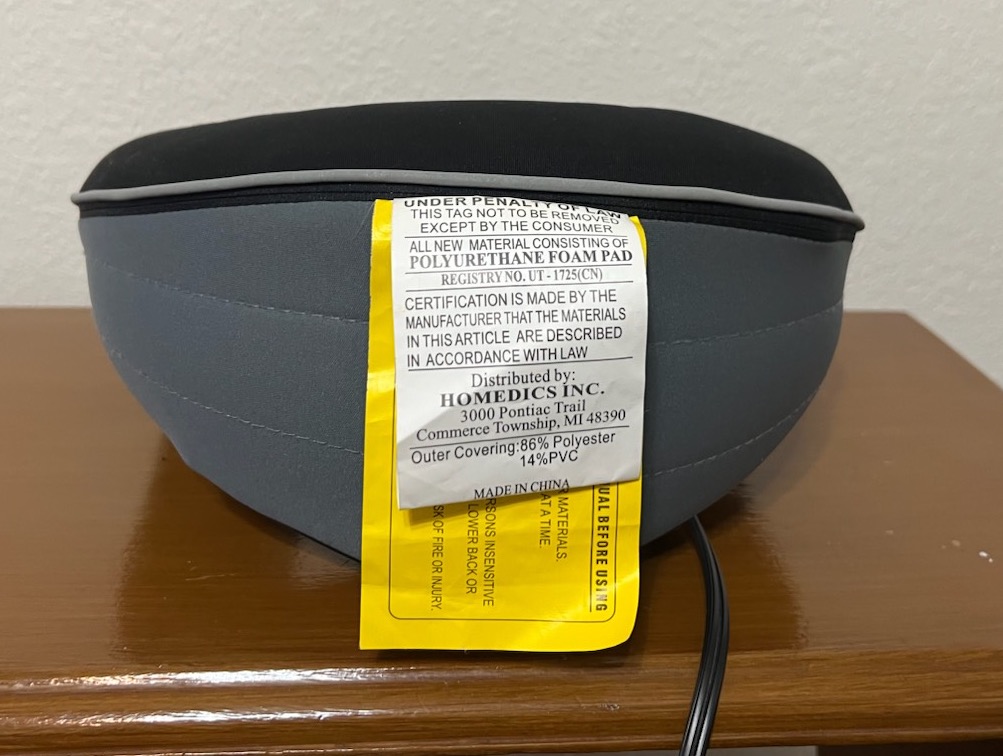 UNDER PENALTY OF LAW
THIS TAG NOT TO BE REMOVED
EXCEPT BY THE CONSUMER
ALL NEW MATERIAL CONSISTING OF
POLYURETHANE FOAM PAD
REGISTRY NO. UT - 1725(CN)
CERTIFICATION IS MADE BY THE
MANUFACTURER THAT THE MATERIALS
IN THIS ARTICLE ARE DESCRIBED
IN ACCORDANCE WITH LAW
Distributed by:
HOMEDICS INC.
3000 Pontiac Trail
Commerce Township, MI 48390
Outer Covering:86% Polyester
14%PVC
MADE IN CHINA
BEFORE USING
MATERIALS.
AT A TIME.
INSENSITIVE
LOWER BACK OR
OF FIRE OR INJURY.